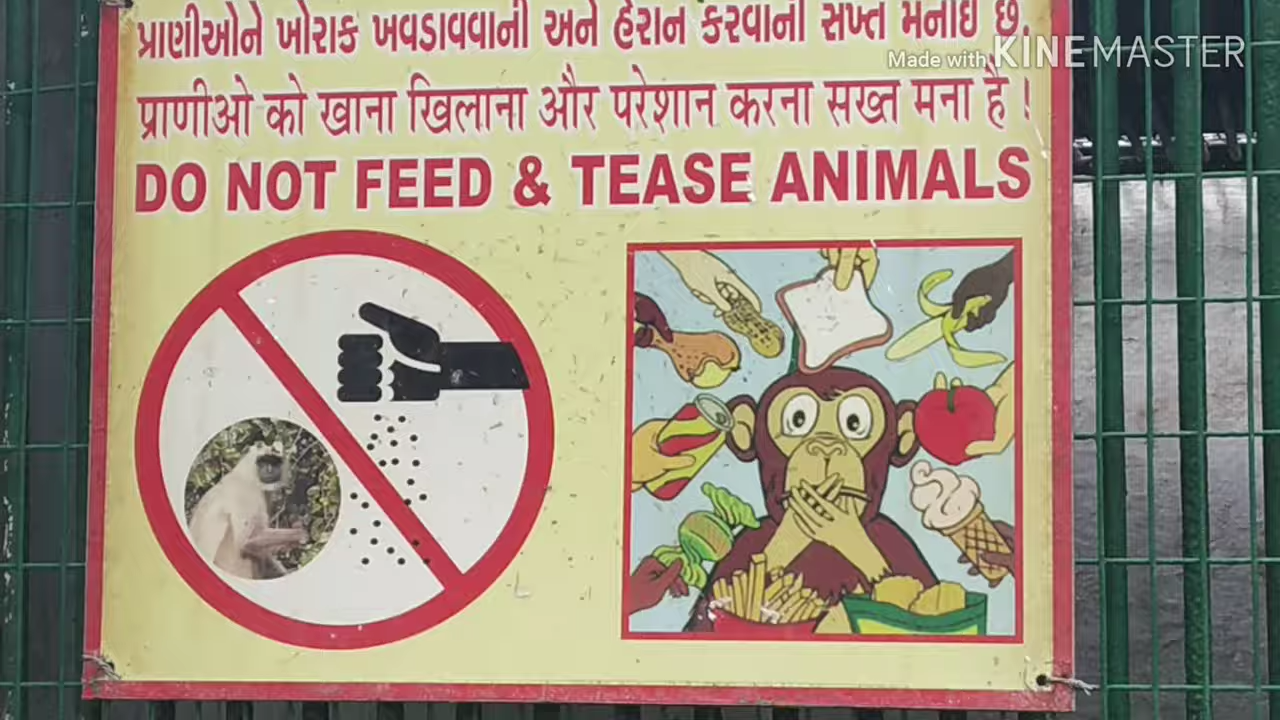 પ્રાણીઓને ખોરાક ખવડાવવાની અને હેરાન કરવાની સખ્ત મનાઇ છે.
Made with KINEMASTER
प्राणीओ को खाना खिलाना और परेशान करना सख्त मना है !
DO NOT FEED & TEASE ANIMALS